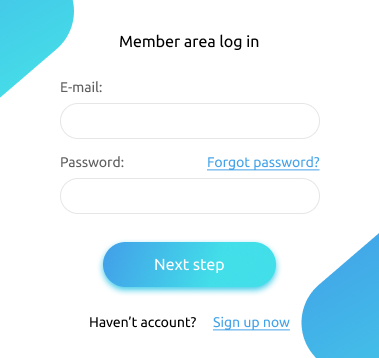 Member area log in
E-mail:
Password: Forgot password?
Next step
Haven’t account? Sign up now